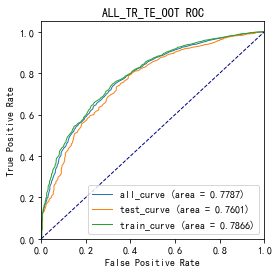 ALL_TR_TE_OOT ROC
True Positive Rate
1.0
0.8
0.6
0.4
0.2
0.0
all_curve (area = 0.7787)
test_curve (area = 0.7601)
train_curve (area = 0.7866)
0.0 0.2 0.4 0.6 0.8 1.0
False Positive Rate